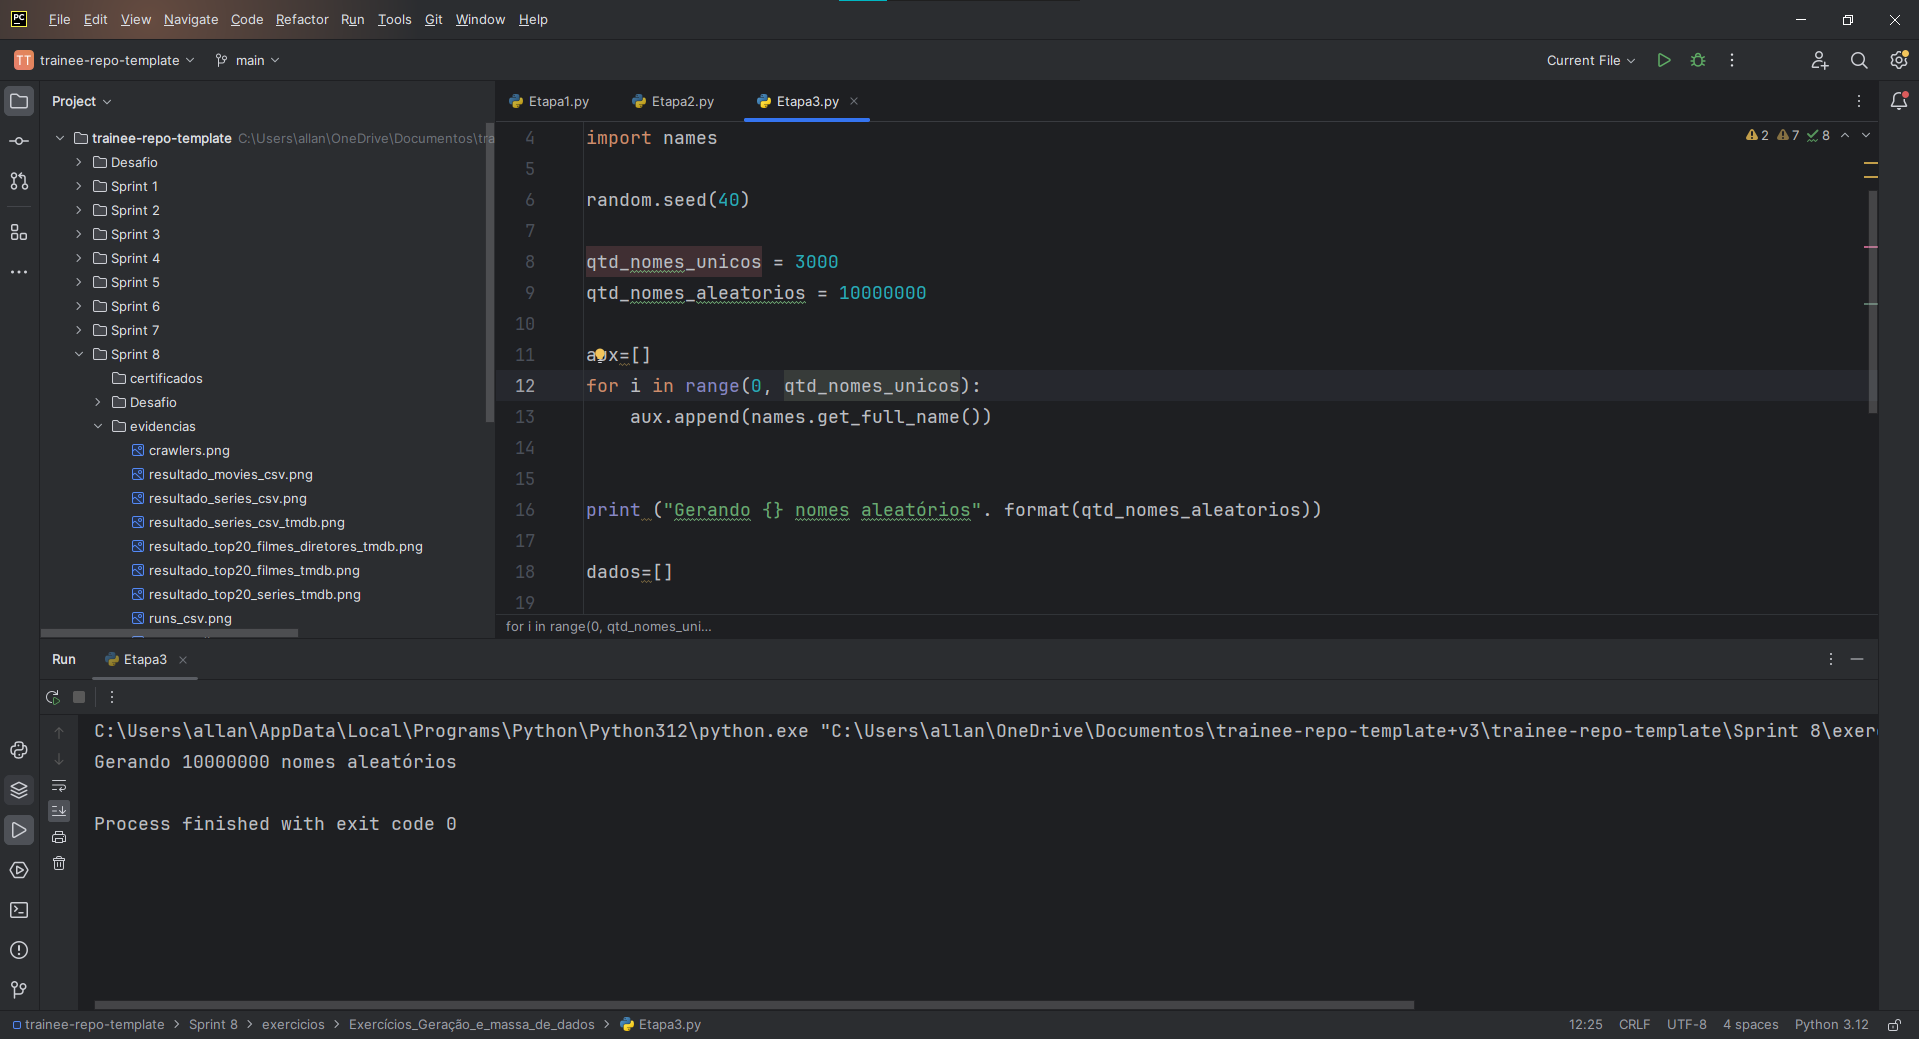 PC File Edit View Navigate Code Refactor Run Tools Git Window Help
TT trainee-repo-template main Current File
Project
trainee-repo-template C:\Users\allan\OneDrive\Documentos\tra
Desafio
Sprint 1
Sprint 2
Sprint 3
Sprint 4
Sprint 5
Sprint 6
Sprint 7
Sprint 8
certificados
Desafio
evidencias
crawlers.png
resultado_movies_csv.png
resultado_series_csv.png
resultado_series_csv_tmdb.png
resultado_top20_filmes_diretores_tmdb.png
resultado_top20_filmes_tmdb.png
resultado_top20_series_tmdb.png
runs_csv.png
Etapa1.py Etapa2.py Etapa3.py
2 7 8
4 import names
5
6 random.seed(40)
7
8 qtd_nomes_unicos = 3000
9 qtd_nomes_aleatorios = 10000000
10
11 aux=[]
12 for i in range(0, qtd_nomes_unicos):
13 aux.append(names.get_full_name())
14
15
16 print ("Gerando {} nomes aleatórios". format(qtd_nomes_aleatorios))
17
18 dados=[]
19
for i in range(0, qtd_nomes_uni...
Run Etapa3
C:\Users\allan\AppData\Local\Programs\Python\Python312\python.exe "C:\Users\allan\OneDrive\Documentos\trainee-repo-template+v3\trainee-repo-template\Sprint 8\exer
Gerando 10000000 nomes aleatórios
Process finished with exit code 0
trainee-repo-template > Sprint 8 > exercicios > Exercícios_Geração_e_massa_de_dados > Etapa3.py 12:25 CRLF UTF-8 4 spaces Python 3.12